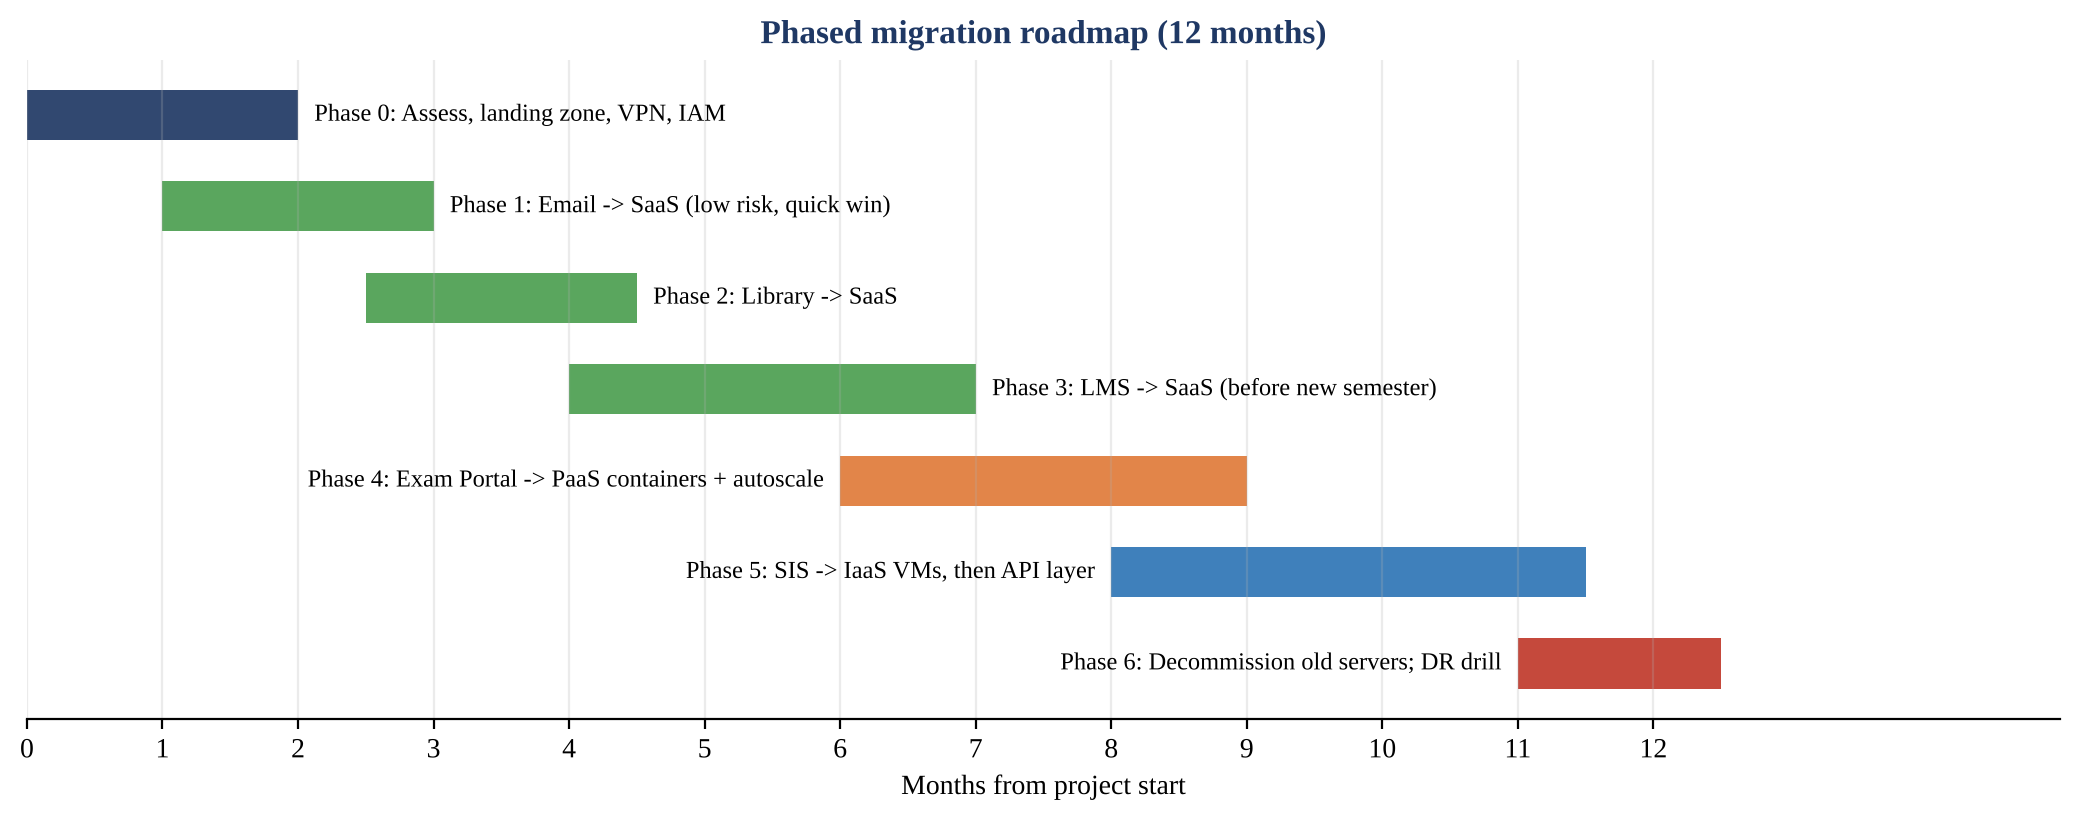 Phased migration roadmap (12 months)
Phase 0: Assess, landing zone, VPN, IAM
Phase 1: Email -> SaaS (low risk, quick win)
Phase 2: Library -> SaaS
Phase 3: LMS -> SaaS (before new semester)
Phase 4: Exam Portal -> PaaS containers + autoscale
Phase 5: SIS -> IaaS VMs, then API layer
Phase 6: Decommission old servers; DR drill
0 1 2 3 4 5 6 7 8 9 10 11 12
Months from project start